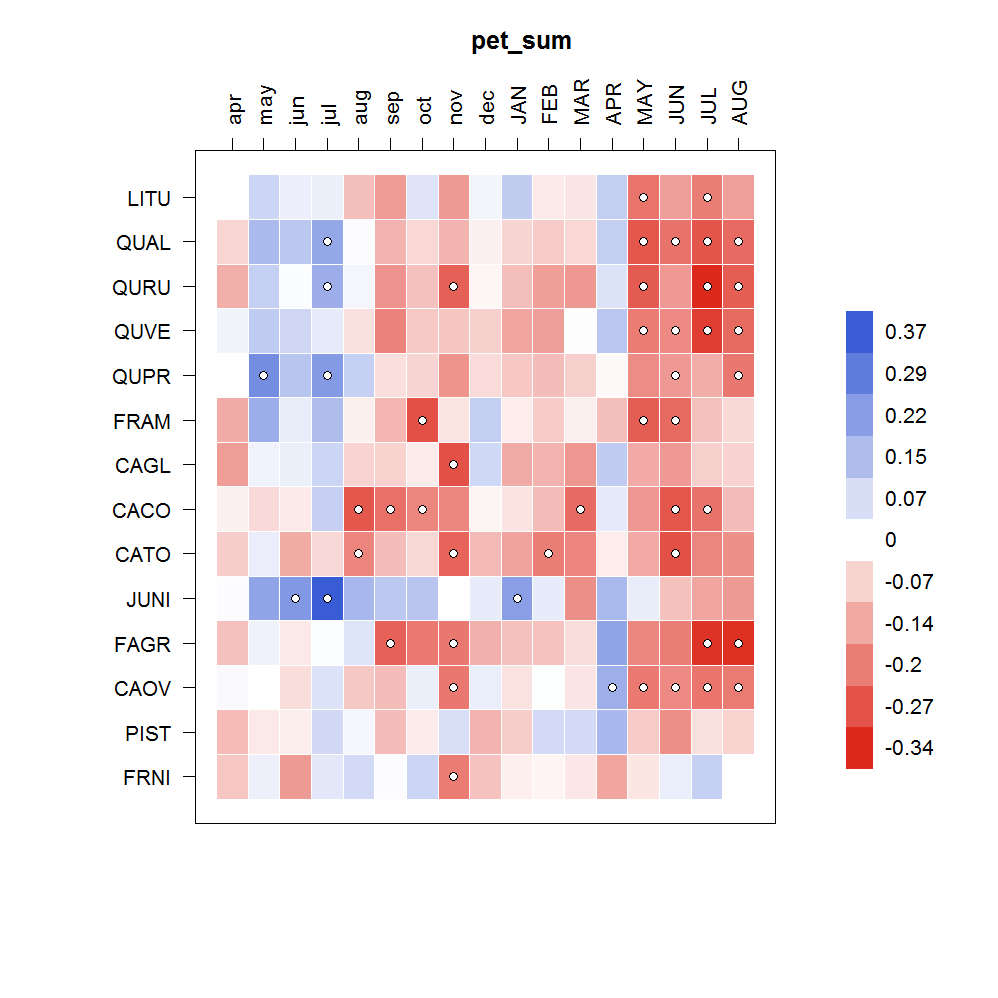 pet_sum
apr may jun jul aug sep oct nov dec JAN FEB MAR APR MAY JUN JUL AUG
LITU
QUAL
QURU
QUVE
QUPR
FRAM
CAGL
CACO
CATO
JUNI
FAGR
CAOV
PIST
FRNI
0.37
0.29
0.22
0.15
0.07
0
-0.07
-0.14
-0.2
-0.27
-0.34